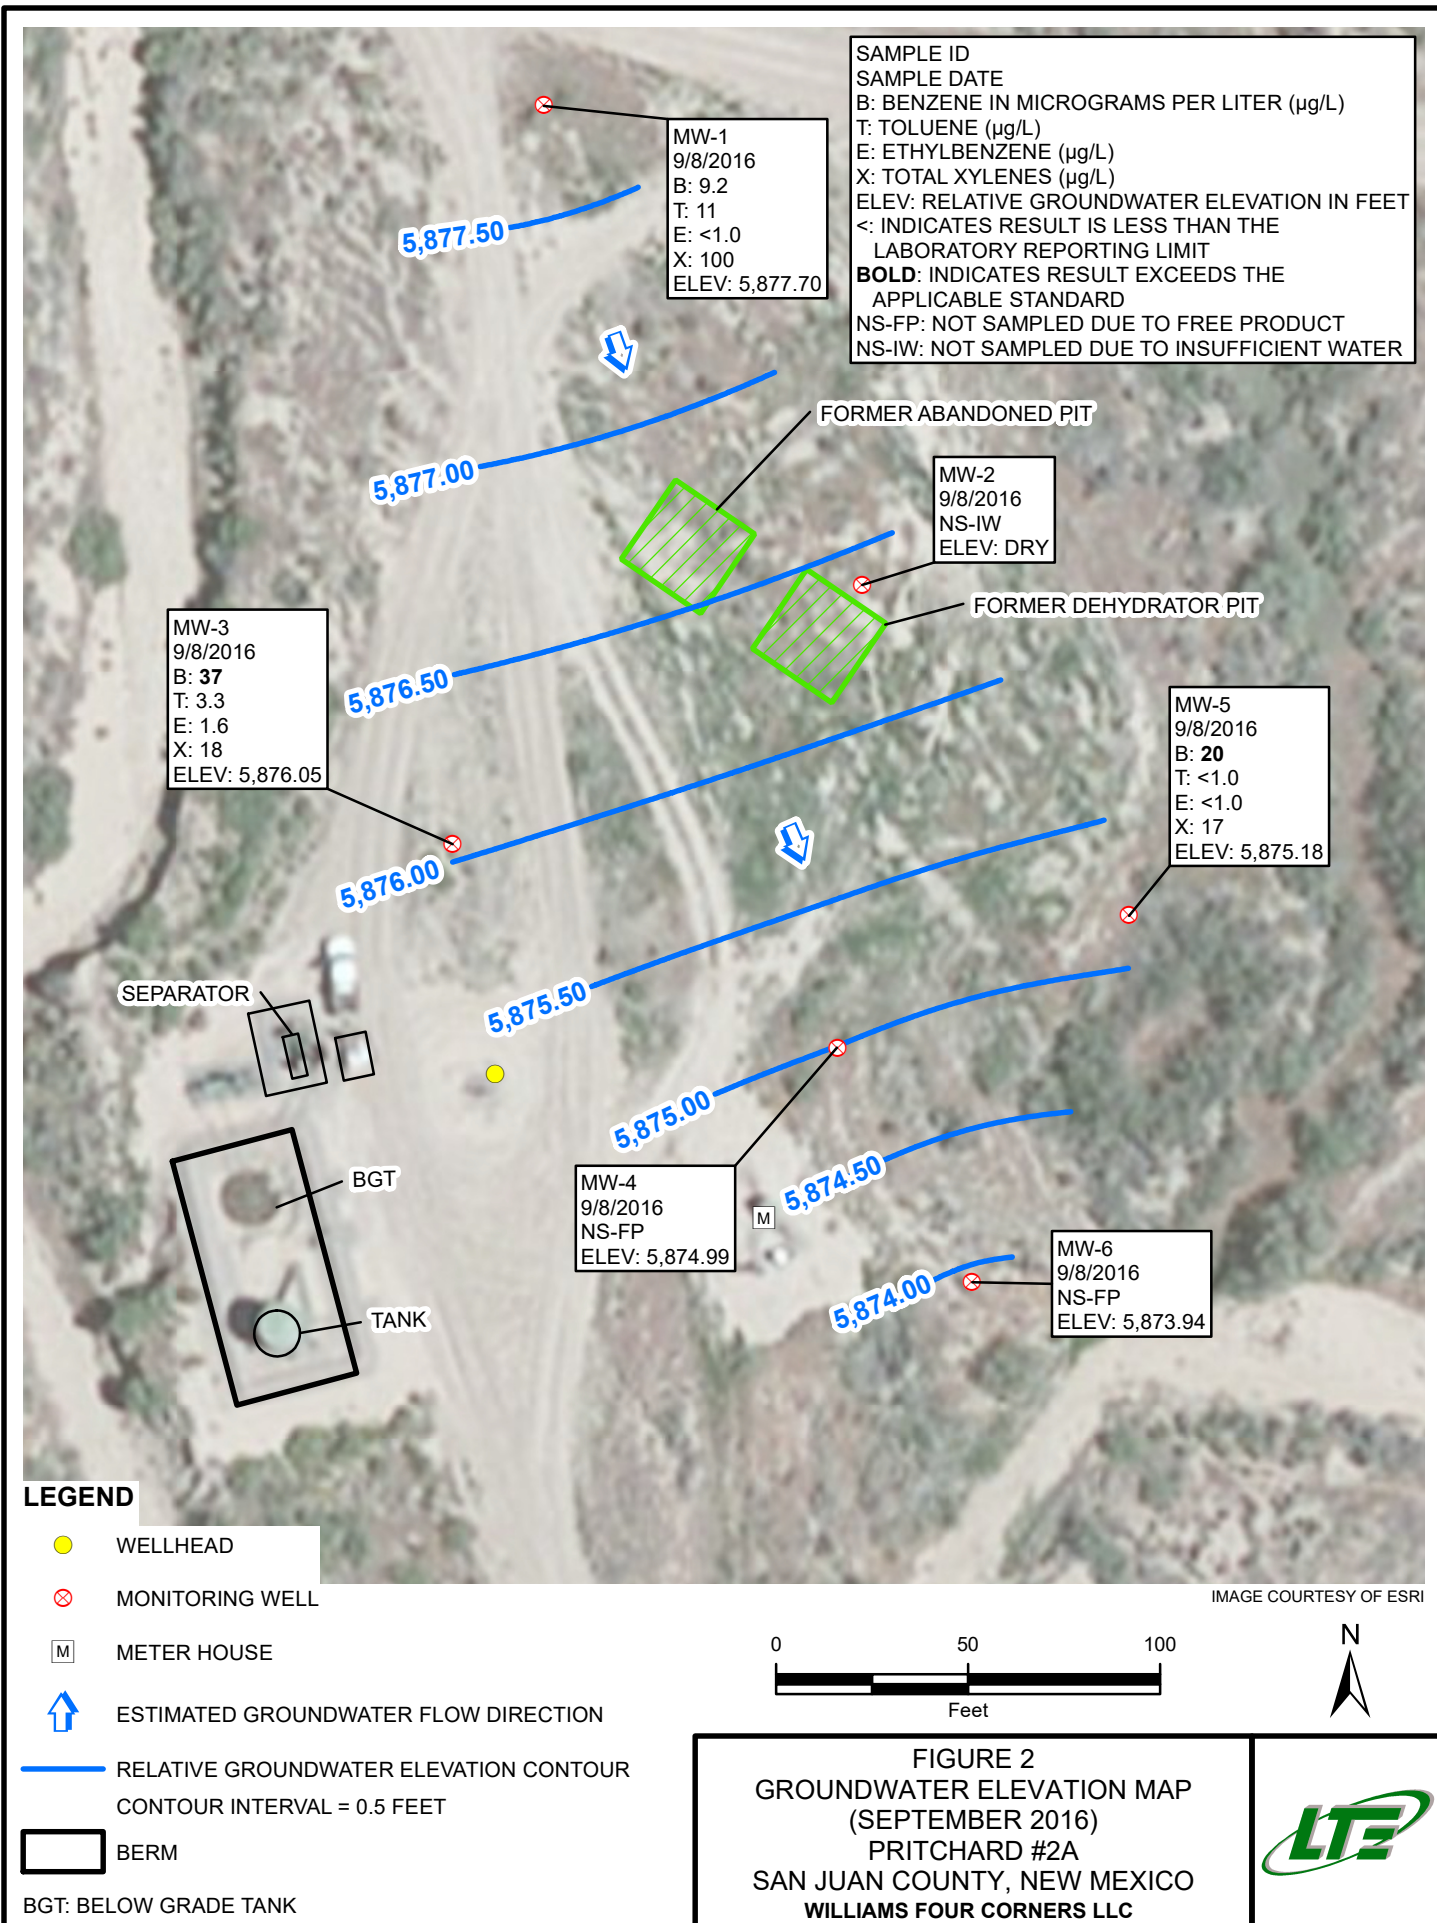 SAMPLE ID
SAMPLE DATE
B: BENZENE IN MICROGRAMS PER LITER (µg/L)
T: TOLUENE (µg/L)
E: ETHYLBENZENE (µg/L)
X: TOTAL XYLENES (µg/L)
ELEV: RELATIVE GROUNDWATER ELEVATION IN FEET
<: INDICATES RESULT IS LESS THAN THE
LABORATORY REPORTING LIMIT
BOLD: INDICATES RESULT EXCEEDS THE
APPLICABLE STANDARD
NS-FP: NOT SAMPLED DUE TO FREE PRODUCT
NS-IW: NOT SAMPLED DUE TO INSUFFICIENT WATER
MW-1
9/8/2016
B: 9.2
T: 11
E: <1.0
X: 100
ELEV: 5,877.70
5,877.50
5,877.00
FORMER ABANDONED PIT
MW-2
9/8/2016
NS-IW
ELEV: DRY
FORMER DEHYDRATOR PIT
5,876.50
MW-3
9/8/2016
B: 37
T: 3.3
E: 1.6
X: 18
ELEV: 5,876.05
5,876.00
MW-5
9/8/2016
B: 20
T: <1.0
E: <1.0
X: 17
ELEV: 5,875.18
5,875.50
SEPARATOR
5,875.00
MW-4
9/8/2016
NS-FP
ELEV: 5,874.99
5,874.50
M
BGT
TANK
5,874.00
MW-6
9/8/2016
NS-FP
ELEV: 5,873.94
LEGEND
WELLHEAD
MONITORING WELL
M METER HOUSE
ESTIMATED GROUNDWATER FLOW DIRECTION
RELATIVE GROUNDWATER ELEVATION CONTOUR
CONTOUR INTERVAL = 0.5 FEET
BERM
BGT: BELOW GRADE TANK
IMAGE COURTESY OF ESRI
0 50 100
Feet
N
FIGURE 2
GROUNDWATER ELEVATION MAP
(SEPTEMBER 2016)
PRITCHARD #2A
SAN JUAN COUNTY, NEW MEXICO
WILLIAMS FOUR CORNERS LLC
LTE